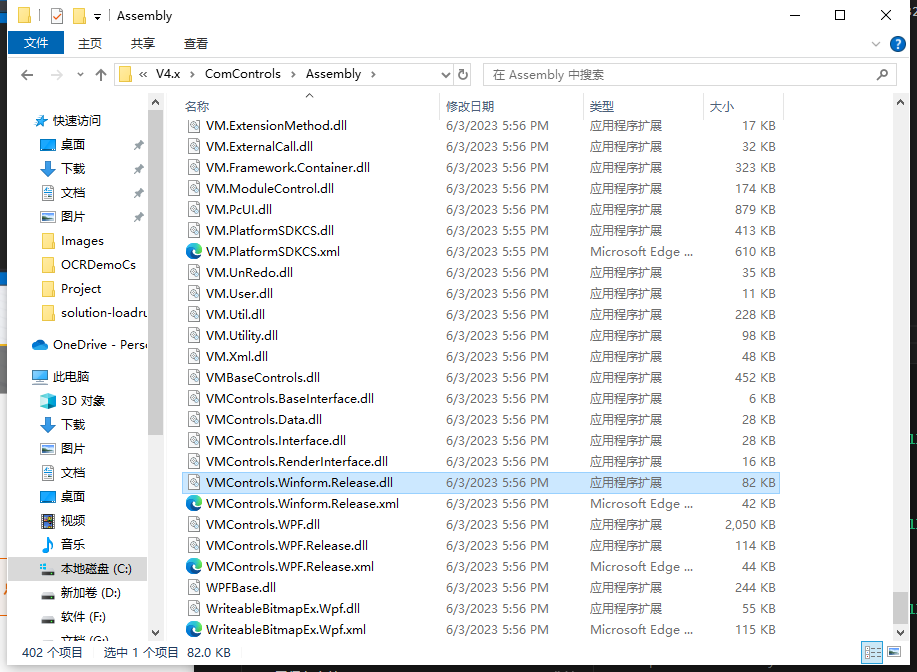 Assembly
文件 主页 共享 查看
« V4.x › ComControls › Assembly › 在 Assembly 中搜索
名称 修改日期 类型 大小
快速访问
桌面
下载
文档
图片
Images
OCRDemoCs
Project
solution-loadru
OneDrive - Pers
此电脑
3D 对象
下载
图片
文档
桌面
视频
音乐
本地磁盘 (C:)
新加卷 (D:)
软件 (F:)
文档 (G:)
VM.ExtensionMethod.dll 6/3/2023 5:56 PM 应用程序扩展 17 KB
VM.ExternalCall.dll 6/3/2023 5:56 PM 应用程序扩展 32 KB
VM.Framework.Container.dll 6/3/2023 5:56 PM 应用程序扩展 323 KB
VM.ModuleControl.dll 6/3/2023 5:56 PM 应用程序扩展 174 KB
VM.PcUI.dll 6/3/2023 5:56 PM 应用程序扩展 879 KB
VM.PlatformSDKCS.dll 6/3/2023 5:55 PM 应用程序扩展 413 KB
VM.PlatformSDKCS.xml 6/3/2023 5:55 PM Microsoft Edge ... 610 KB
VM.UnRedo.dll 6/3/2023 5:56 PM 应用程序扩展 35 KB
VM.User.dll 6/3/2023 5:56 PM 应用程序扩展 11 KB
VM.Util.dll 6/3/2023 5:56 PM 应用程序扩展 228 KB
VM.Utility.dll 6/3/2023 5:56 PM 应用程序扩展 98 KB
VM.Xml.dll 6/3/2023 5:56 PM 应用程序扩展 48 KB
VMBaseControls.dll 6/3/2023 5:56 PM 应用程序扩展 452 KB
VMControls.BaseInterface.dll 6/3/2023 5:56 PM 应用程序扩展 6 KB
VMControls.Data.dll 6/3/2023 5:56 PM 应用程序扩展 28 KB
VMControls.Interface.dll 6/3/2023 5:56 PM 应用程序扩展 28 KB
VMControls.RenderInterface.dll 6/3/2023 5:56 PM 应用程序扩展 16 KB
VMControls.Winform.Release.dll 6/3/2023 5:56 PM 应用程序扩展 82 KB
VMControls.Winform.Release.xml 6/3/2023 5:56 PM Microsoft Edge ... 42 KB
VMControls.WPF.dll 6/3/2023 5:56 PM 应用程序扩展 2,050 KB
VMControls.WPF.Release.dll 6/3/2023 5:56 PM 应用程序扩展 114 KB
VMControls.WPF.Release.xml 6/3/2023 5:56 PM Microsoft Edge ... 44 KB
WPFBase.dll 6/3/2023 5:56 PM 应用程序扩展 244 KB
WriteableBitmapEx.Wpf.dll 6/3/2023 5:56 PM 应用程序扩展 55 KB
WriteableBitmapEx.Wpf.xml 6/3/2023 5:56 PM Microsoft Edge ... 115 KB
402 个项目 选中 1 个项目 82.0 KB